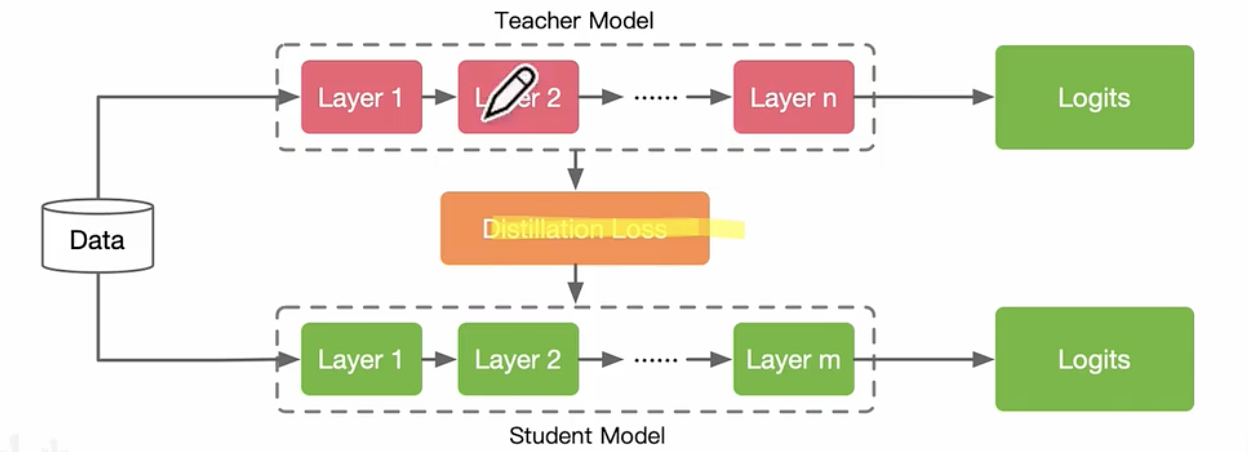 Teacher Model
Layer 1
Layer 2
......
Layer n
Logits
Data
Distillation Loss
Layer 1
Layer 2
......
Layer m
Logits
Student Model